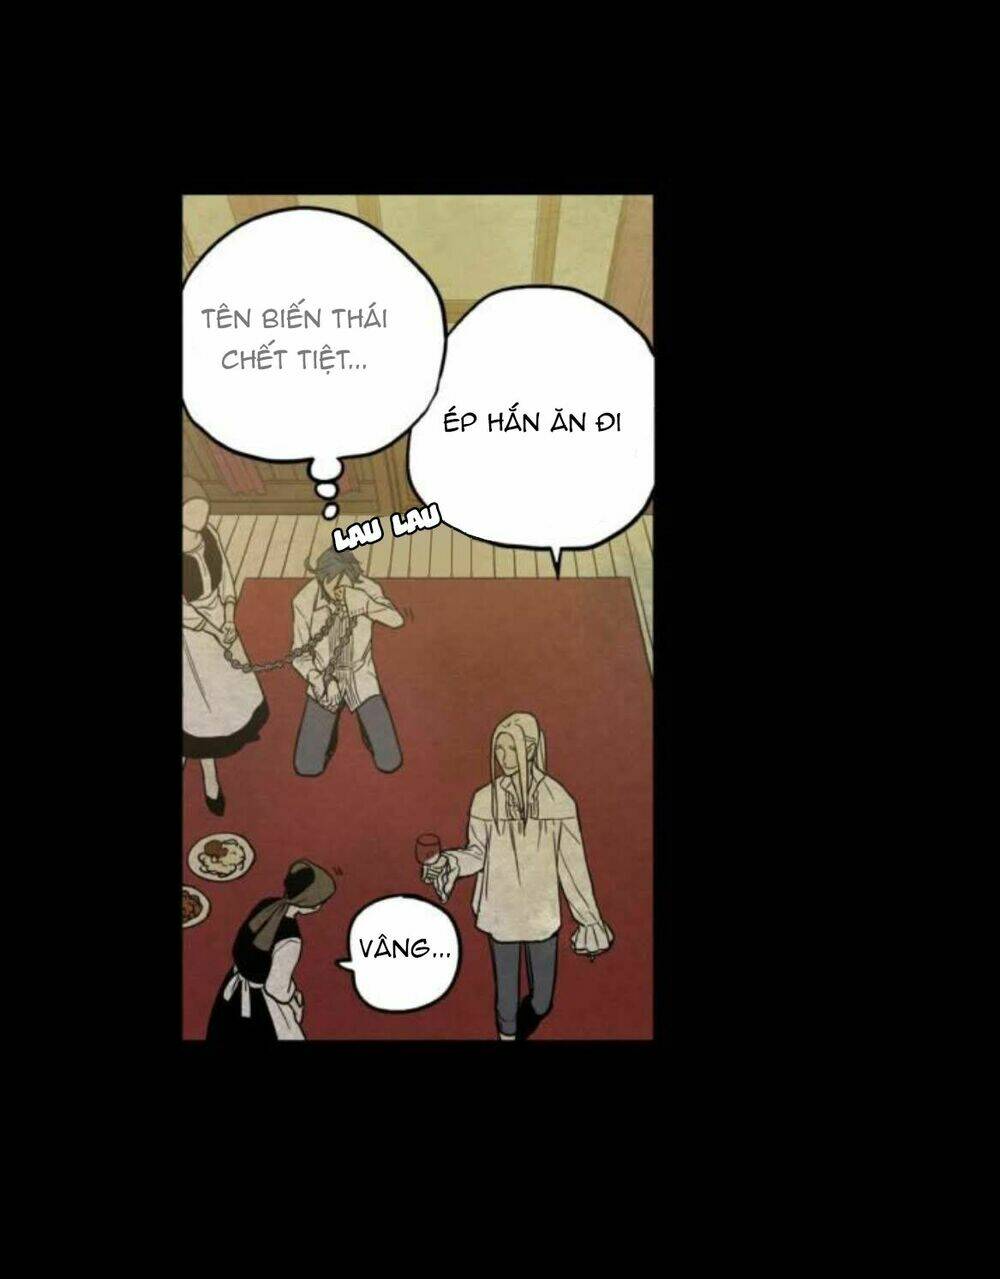 TÊN BIẾN THÁI
CHẾT TIỆT...
ÉP HẮN ĂN ĐI
LAU LAU
VÂNG...